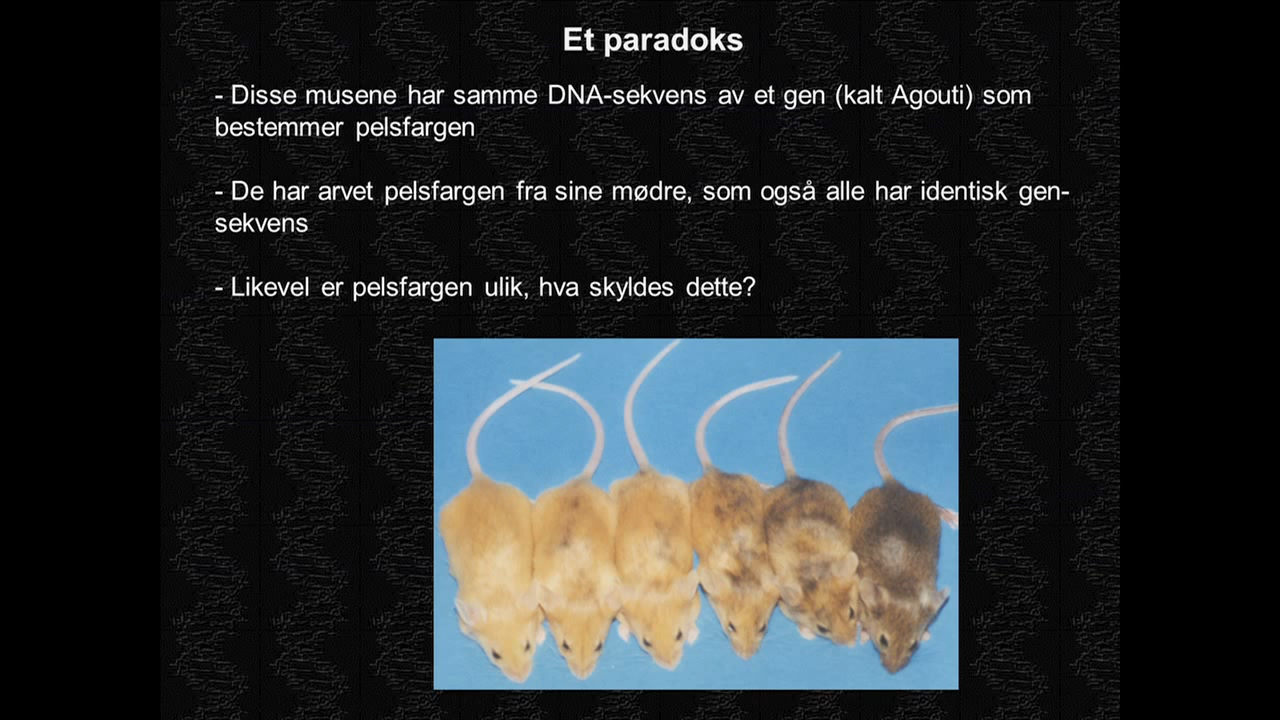 Et paradoks
- Disse musene har samme DNA-sekvens av et gen (kalt Agouti) som
bestemmer pelsfargen
- De har arvet pelsfargen fra sine mødre, som også alle har identisk gen-
sekvens
- Likevel er pelsfargen ulik, hva skyldes dette?